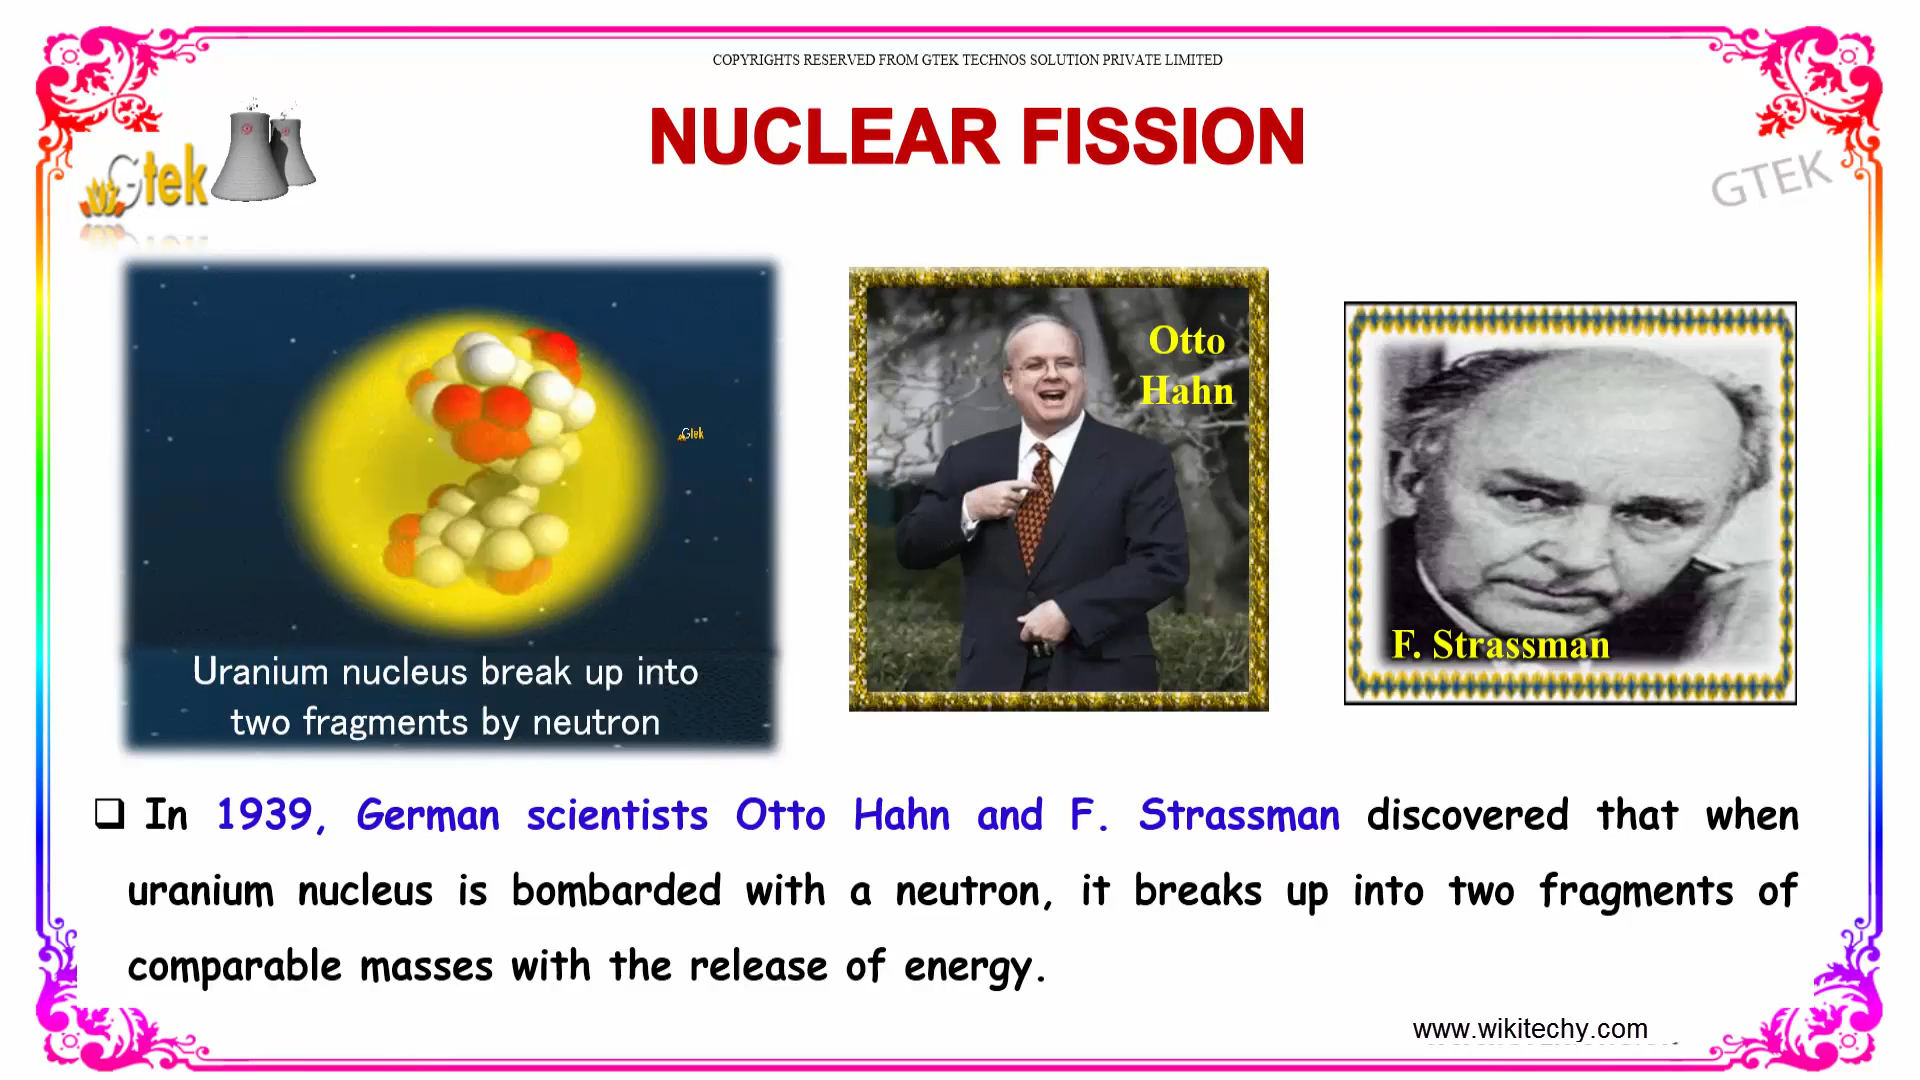 COPYRIGHTS RESERVED FROM GTEK TECHNOS SOLUTION PRIVATE LIMITED
NUCLEAR FISSION
Gtek
GTEK
Otto
Hahn
Gtek
F. Strassman
Uranium nucleus break up into
two fragments by neutron
In 1939, German scientists Otto Hahn and F. Strassman discovered that when
uranium nucleus is bombarded with a neutron, it breaks up into two fragments of
comparable masses with the release of energy.
www.wikitechy.com